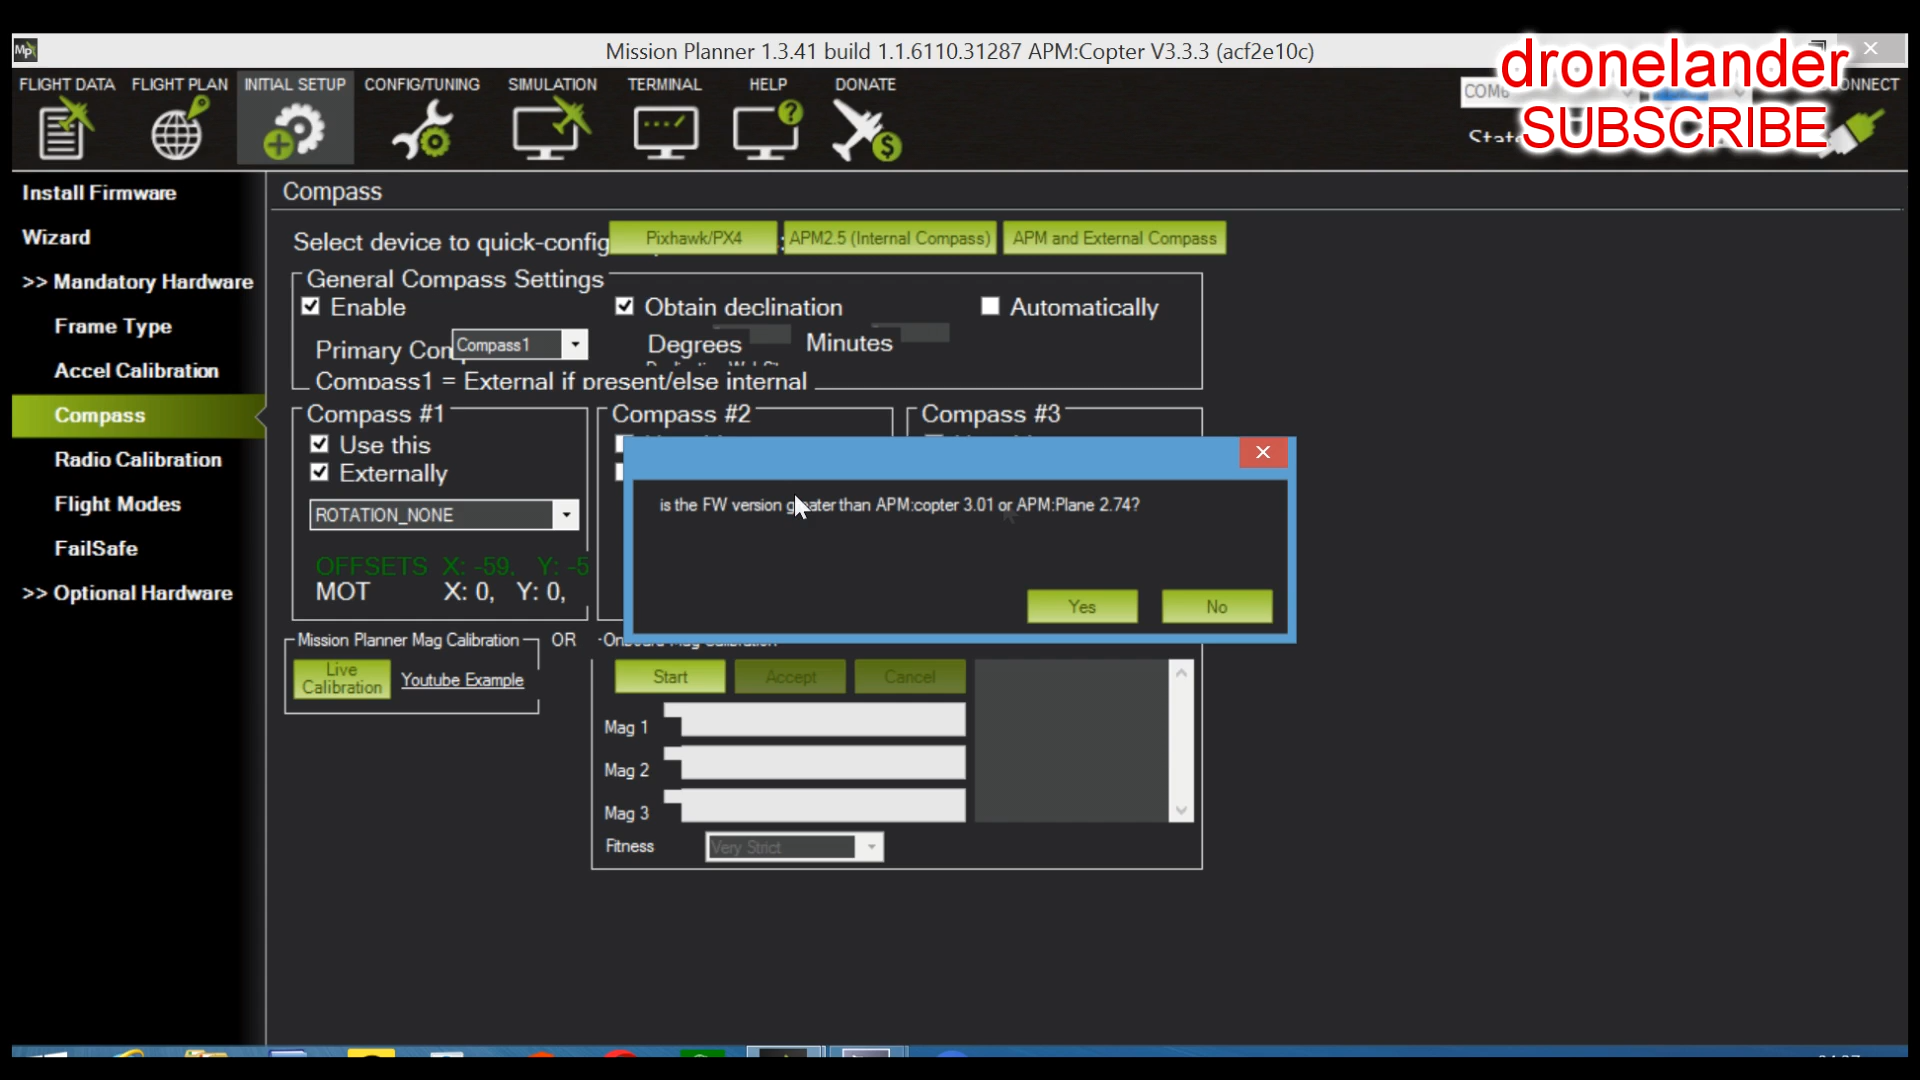 Mp
Mission Planner 1.3.41 build 1.1.6110.31287 APM:Copter V3.3.3 (acf2e10c)
dronelander
SUBSCRIBE
FLIGHT DATA
FLIGHT PLAN
INITIAL SETUP
CONFIG/TUNING
SIMULATION
TERMINAL
HELP
DONATE
Install Firmware
Wizard
>> Mandatory Hardware
Frame Type
Accel Calibration
Compass
Radio Calibration
Flight Modes
FailSafe
>> Optional Hardware
Compass
Select device to quick-config
Pixhawk/PX4
APM2.5 (Internal Compass)
APM and External Compass
General Compass Settings
Enable
Obtain declination
Automatically
Primary Com
Compass1
Degrees
Minutes
Compass1 = External if present/else internal
Compass #1
Use this
Externally
ROTATION_NONE
OFFSETS X: -59, Y: -5
MOT X: 0, Y: 0,
Compass #2
Compass #3
is the FW version greater than APM:copter 3.01 or APM:Plane 2.74?
Yes
No
Mission Planner Mag Calibration
OR
Live
Calibration
Youtube Example
Start
Accept
Cancel
Mag 1
Mag 2
Mag 3
Fitness
Very Strict